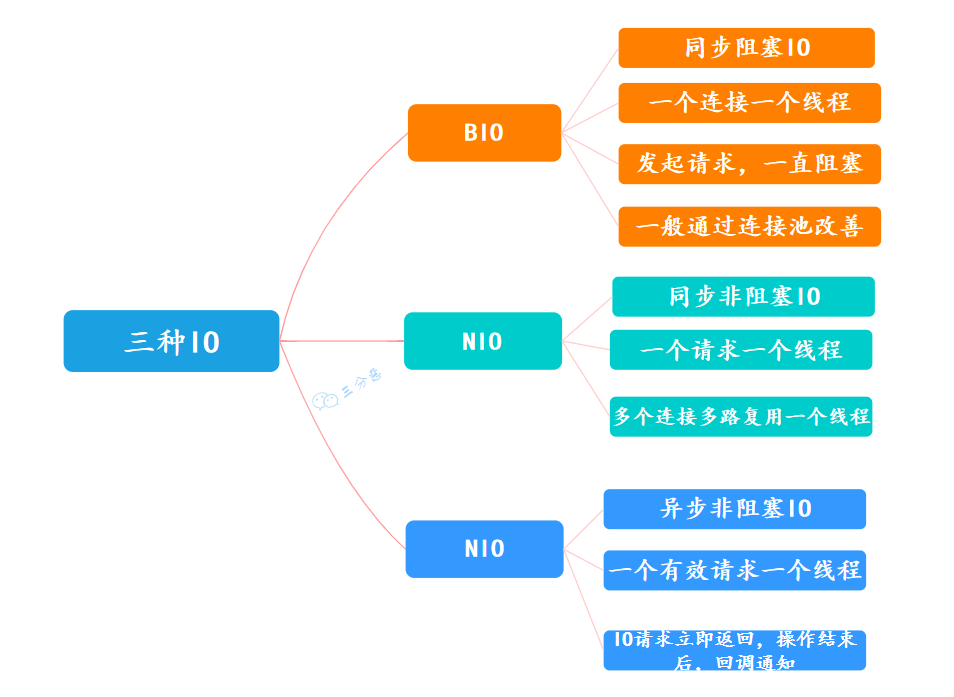 三种IO
BIO
同步阻塞IO
一个连接一个线程
发起请求，一直阻塞
一般通过连接池改善
NIO
同步非阻塞IO
一个请求一个线程
多个连接多路复用一个线程
NIO
异步非阻塞IO
一个有效请求一个线程
IO请求立即返回，操作结束
后，回调通知
三分恶